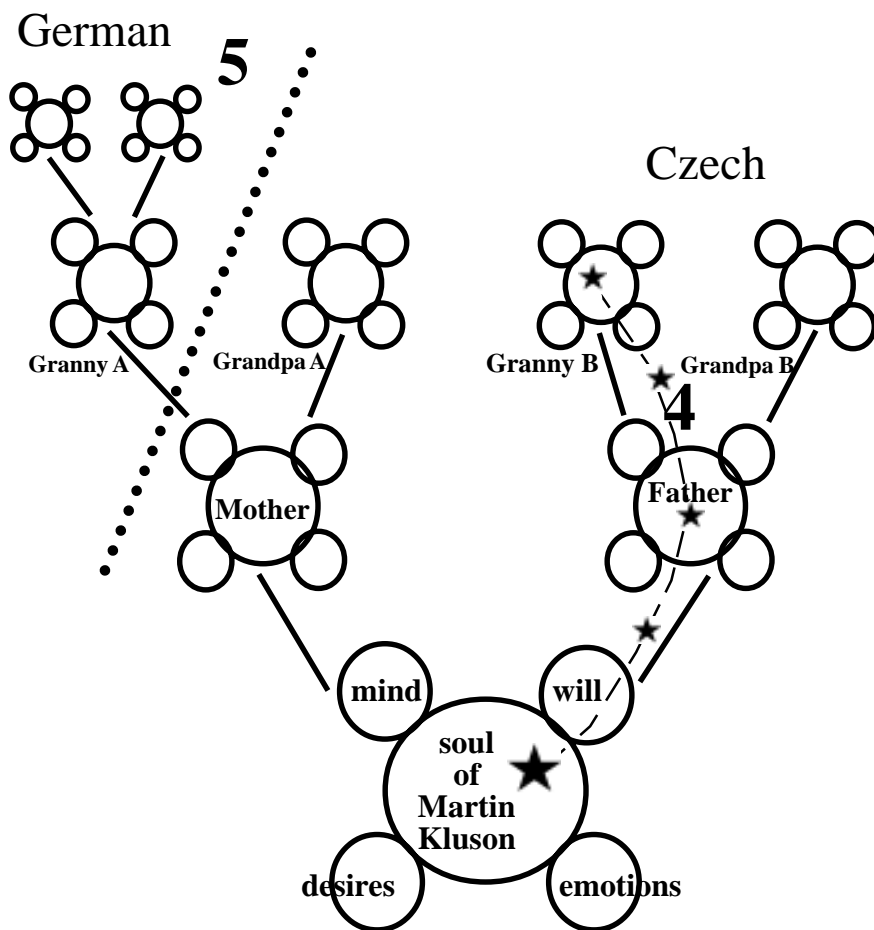 German
5
Czech
Granny A
Grandpa A
Granny B
Grandpa B
4
Mother
Father
mind
will
soul
of
Martin
Kluson
desires
emotions